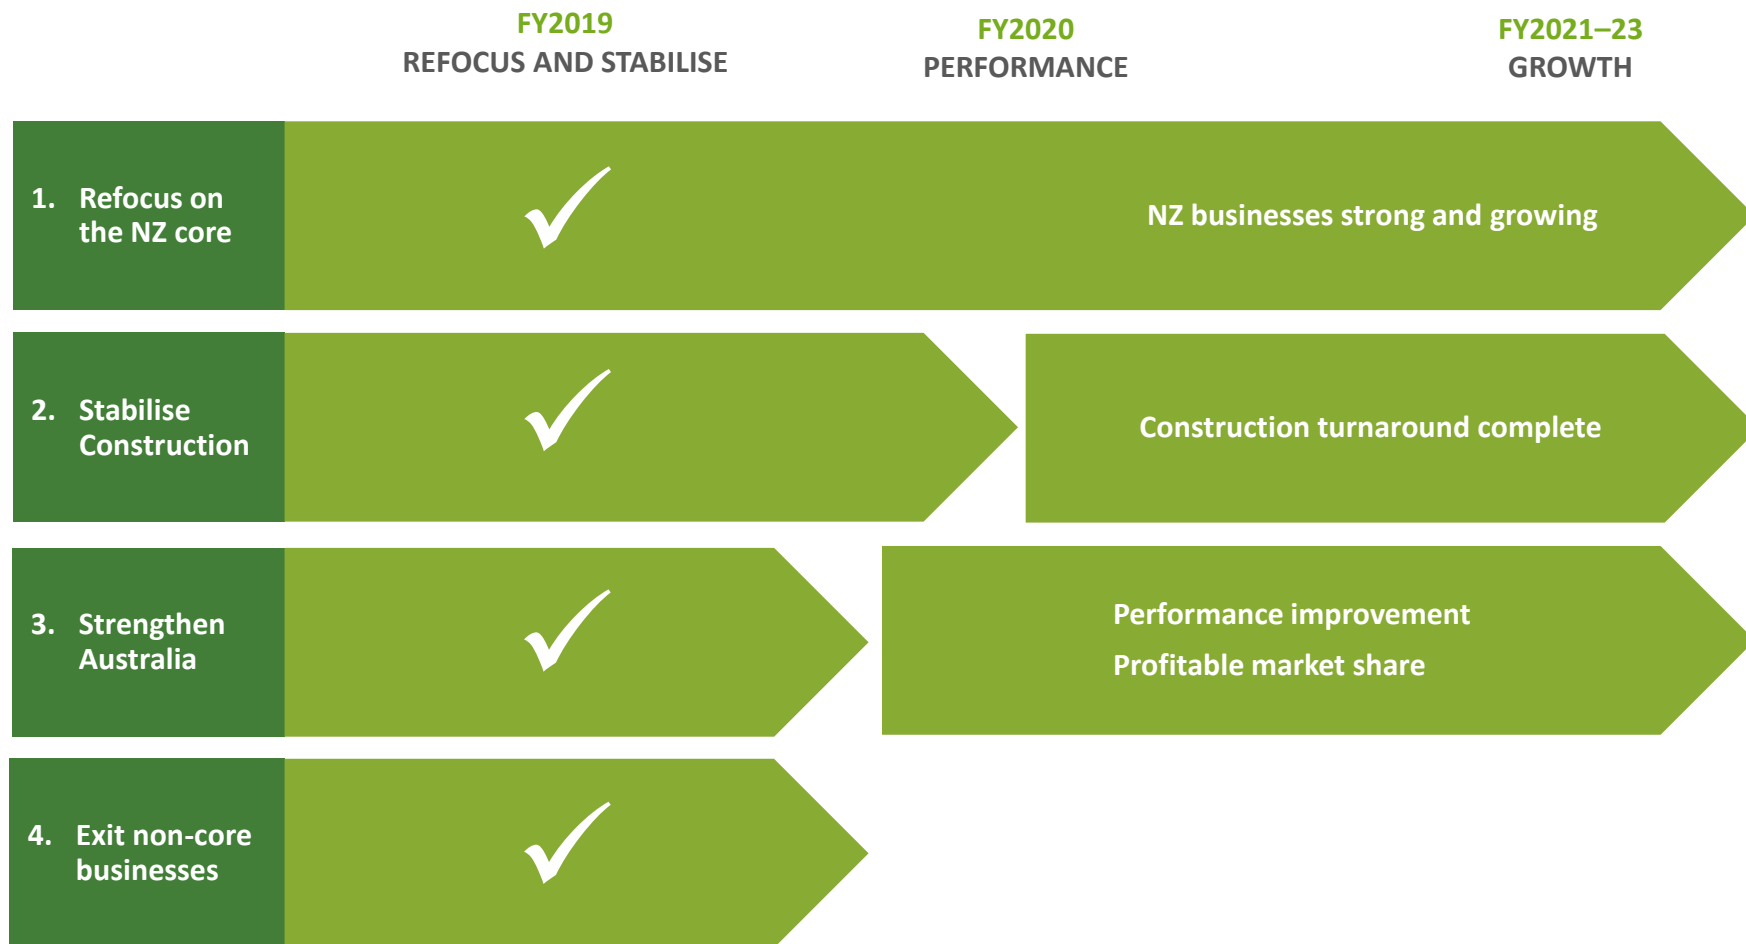 FY2019
REFOCUS AND STABILISE
FY2020
PERFORMANCE
FY2021–23
GROWTH
1. Refocus on
the NZ core
NZ businesses strong and growing
2. Stabilise
Construction
Construction turnaround complete
3. Strengthen
Australia
Performance improvement
Profitable market share
4. Exit non-core
businesses